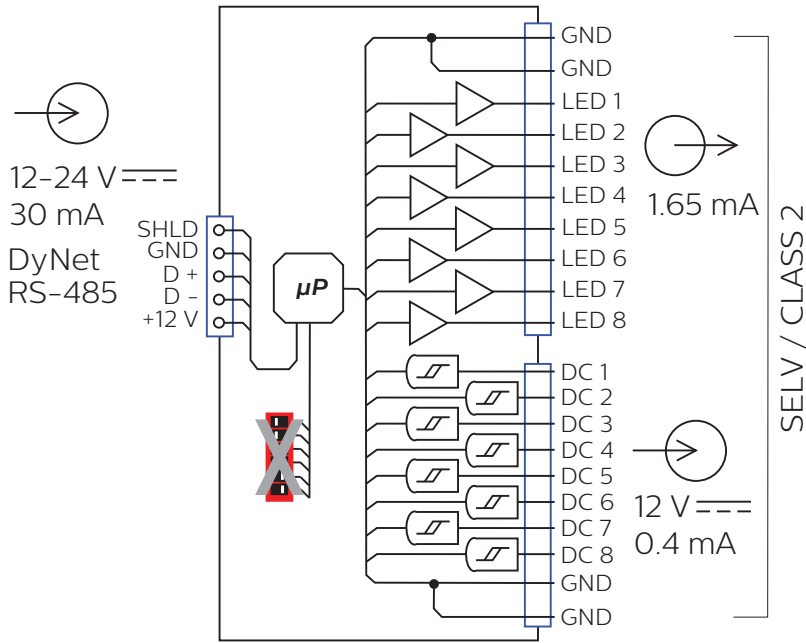 12-24 V
30 mA
DyNet
RS-485
SHLD
GND
D +
D -
+12 V
µP
GND
GND
LED 1
LED 2
LED 3
LED 4
LED 5
LED 6
LED 7
LED 8
1.65 mA
DC 1
DC 2
DC 3
DC 4
DC 5
DC 6
DC 7
DC 8
GND
GND
12 V
0.4 mA
SELV / CLASS 2